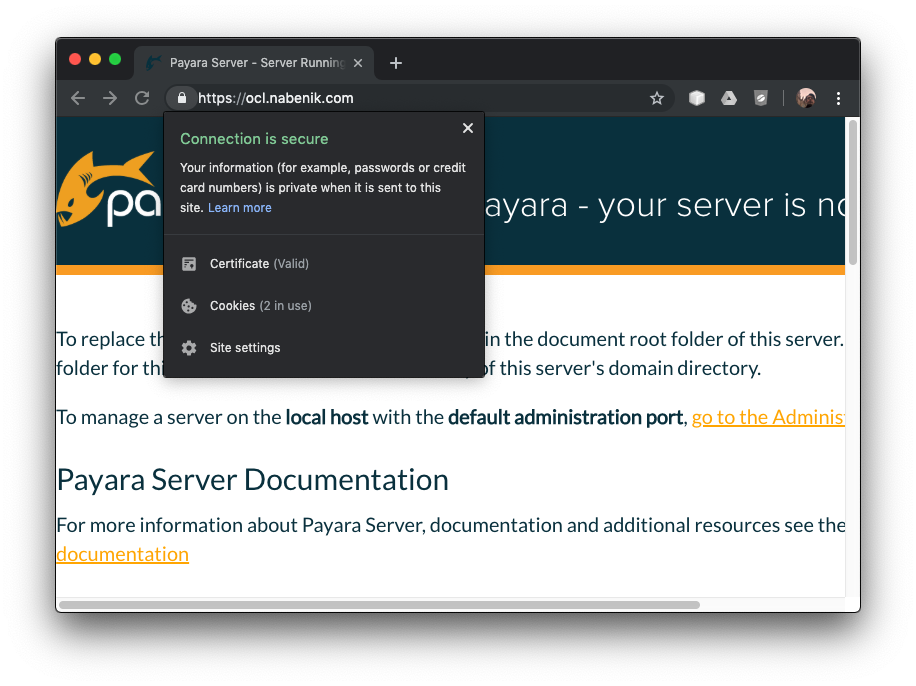 Payara Server - Server Running
https://ocl.nabenik.com
Connection is secure
Your information (for example, passwords or credit
card numbers) is private when it is sent to this
site. Learn more
Certificate (Valid)
Cookies (2 in use)
Site settings
pa
ayara - your server is no
To replace th in the document root folder of this server.
folder for thi of this server's domain directory.
To manage a server on the local host with the default administration port, go to the Adminis
Payara Server Documentation
For more information about Payara Server, documentation and additional resources see the
documentation